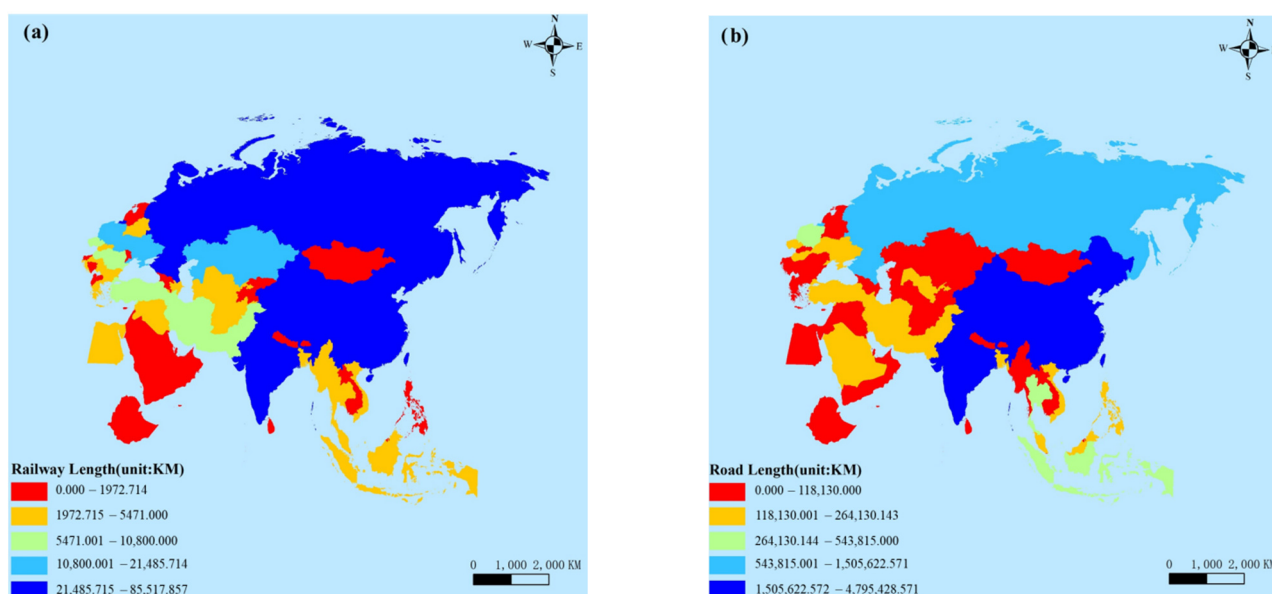 (a)
N
W E
S
Railway Length(unit:KM)
0.000 – 1972.714
1972.715 – 5471.000
5471.001 – 10,800.000
10,800.001 – 21,485.714
21,485.715 – 85,517.857
0 1,000 2,000 KM
(b)
N
W
S
Road Length(unit:KM)
0.000 – 118,130.000
118,130.001 – 264,130.143
264,130.144 – 543,815.000
543,815.001 – 1,505,622.571
1,505,622.572 – 4,795,428.571
0 1,000 2,000 KM